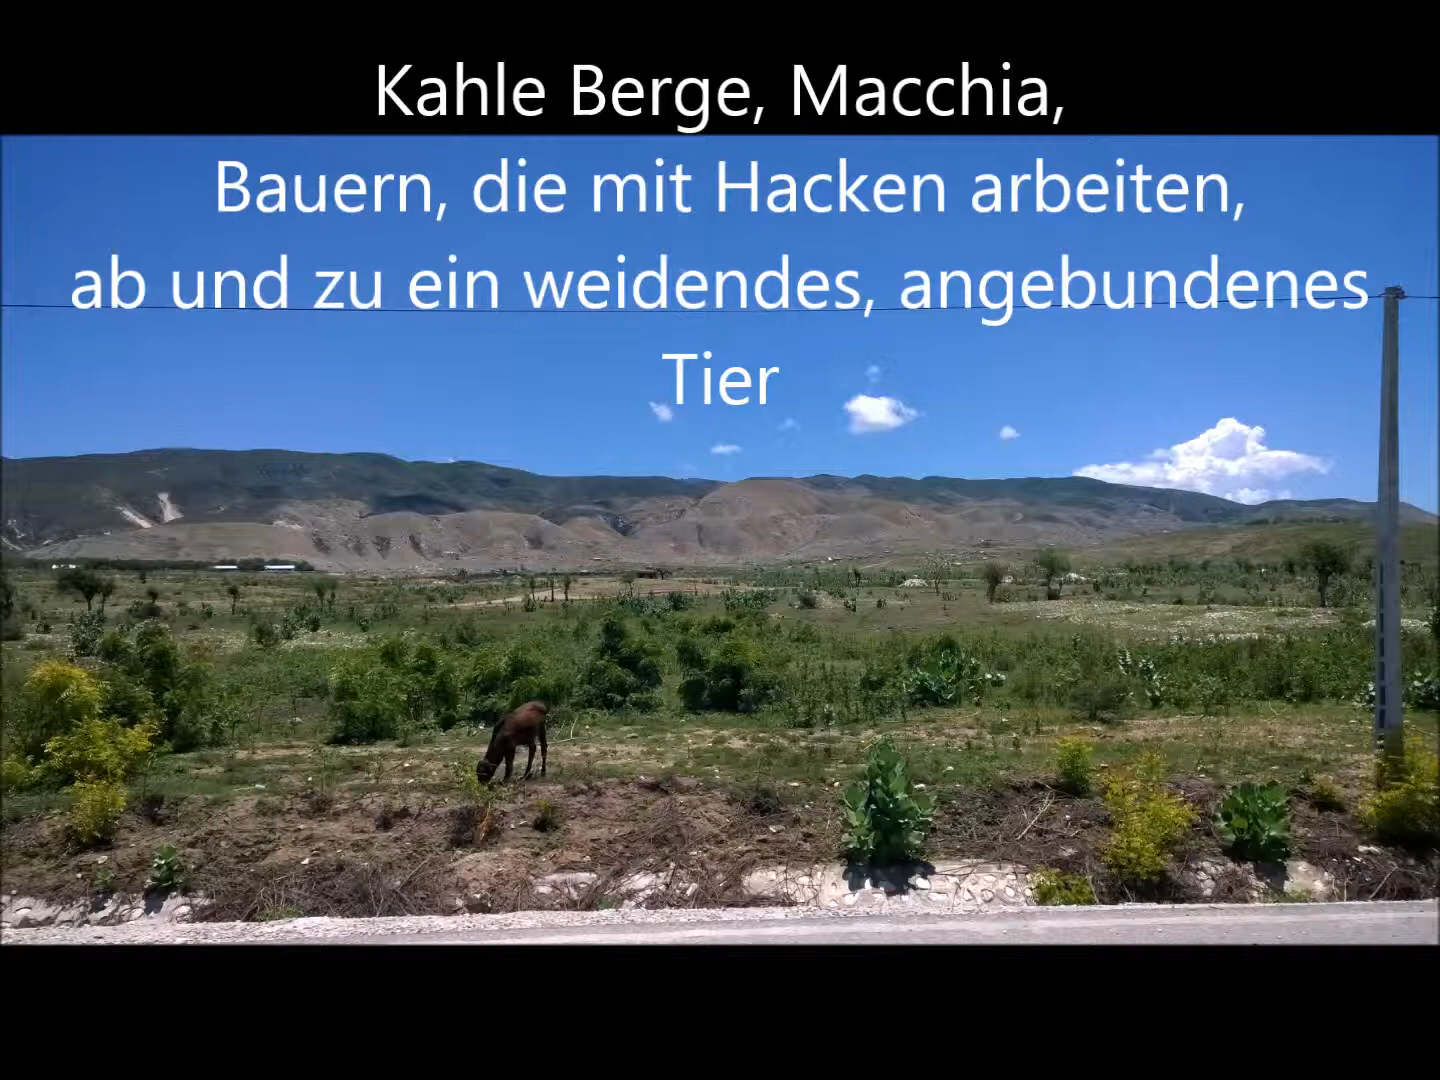 Kahle Berge, Macchia,
Bauern, die mit Hacken arbeiten,
ab und zu ein weidendes, angebundenes
Tier